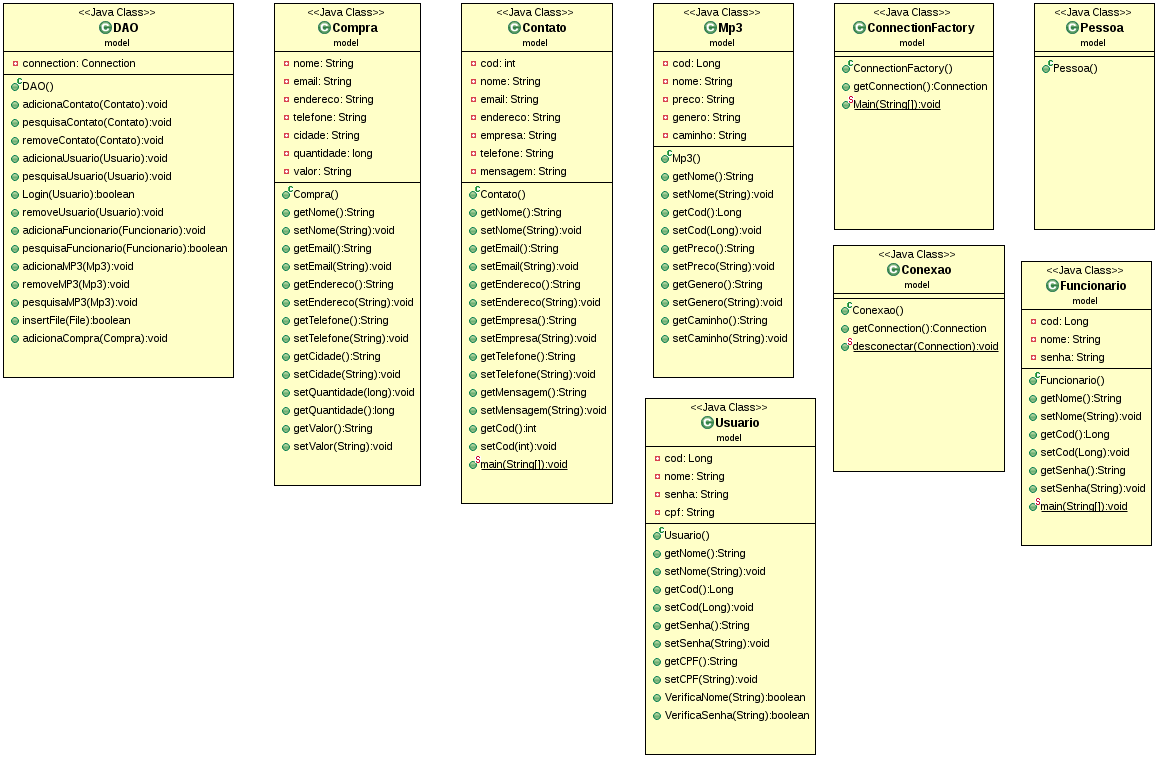 <<Java Class>>
DAO
model
connection: Connection
DAO()
adicionaContato(Contato):void
pesquisaContato(Contato):void
removeContato(Contato):void
adicionaUsuario(Usuario):void
pesquisaUsuario(Usuario):void
Login(Usuario):boolean
removeUsuario(Usuario):void
adicionaFuncionario(Funcionario):void
pesquisaFuncionario(Funcionario):boolean
adicionaMP3(Mp3):void
removeMP3(Mp3):void
pesquisaMP3(Mp3):void
insertFile(File):boolean
adicionaCompra(Compra):void
<<Java Class>>
Compra
model
nome: String
email: String
endereco: String
telefone: String
cidade: String
quantidade: long
valor: String
Compra()
getNome():String
setNome(String):void
getEmail():String
setEmail(String):void
getEndereco():String
setEndereco(String):void
getTelefone():String
setTelefone(String):void
getCidade():String
setCidade(String):void
setQuantidade(long):void
getQuantidade():long
getValor():String
setValor(String):void
<<Java Class>>
Contato
model
cod: int
nome: String
email: String
endereco: String
empresa: String
telefone: String
mensagem: String
Contato()
getNome():String
setNome(String):void
getEmail():String
setEmail(String):void
getEndereco():String
setEndereco(String):void
getEmpresa():String
setEmpresa(String):void
getTelefone():String
setTelefone(String):void
getMensagem():String
setMensagem(String):void
getCod():int
setCod(int):void
main(String[]):void
<<Java Class>>
Mp3
model
cod: Long
nome: String
preco: String
genero: String
caminho: String
Mp3()
getNome():String
setNome(String):void
getCod():Long
setCod(Long):void
getPreco():String
setPreco(String):void
getGenero():String
setGenero(String):void
getCaminho():String
setCaminho(String):void
<<Java Class>>
Usuario
model
cod: Long
nome: String
senha: String
cpf: String
Usuario()
getNome():String
setNome(String):void
getCod():Long
setCod(Long):void
getSenha():String
setSenha(String):void
getCPF():String
setCPF(String):void
VerificaNome(String):boolean
VerificaSenha(String):boolean
<<Java Class>>
ConnectionFactory
model
ConnectionFactory()
getConnection():Connection
Main(String[]):void
<<Java Class>>
Conexao
model
Conexao()
getConnection():Connection
desconectar(Connection):void
<<Java Class>>
Pessoa
model
Pessoa()
<<Java Class>>
Funcionario
model
cod: Long
nome: String
senha: String
Funcionario()
getNome():String
setNome(String):void
getCod():Long
setCod(Long):void
getSenha():String
setSenha(String):void
main(String[]):void